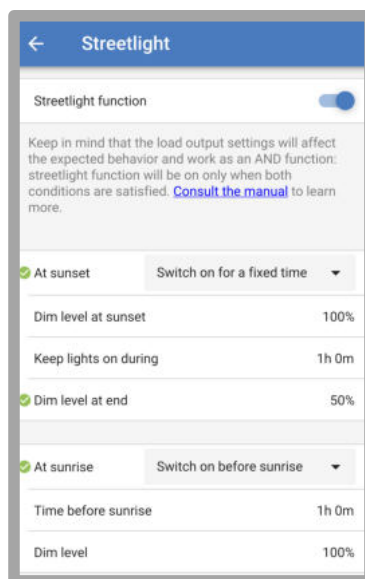 Streetlight
Streetlight function
Keep in mind that the load output settings will affect
the expected behavior and work as an AND function:
streetlight function will be on only when both
conditions are satisfied. Consult the manual to learn
more.
At sunset Switch on for a fixed time
Dim level at sunset 100%
Keep lights on during 1h 0m
Dim level at end 50%
At sunrise Switch on before sunrise
Time before sunrise 1h 0m
Dim level 100%